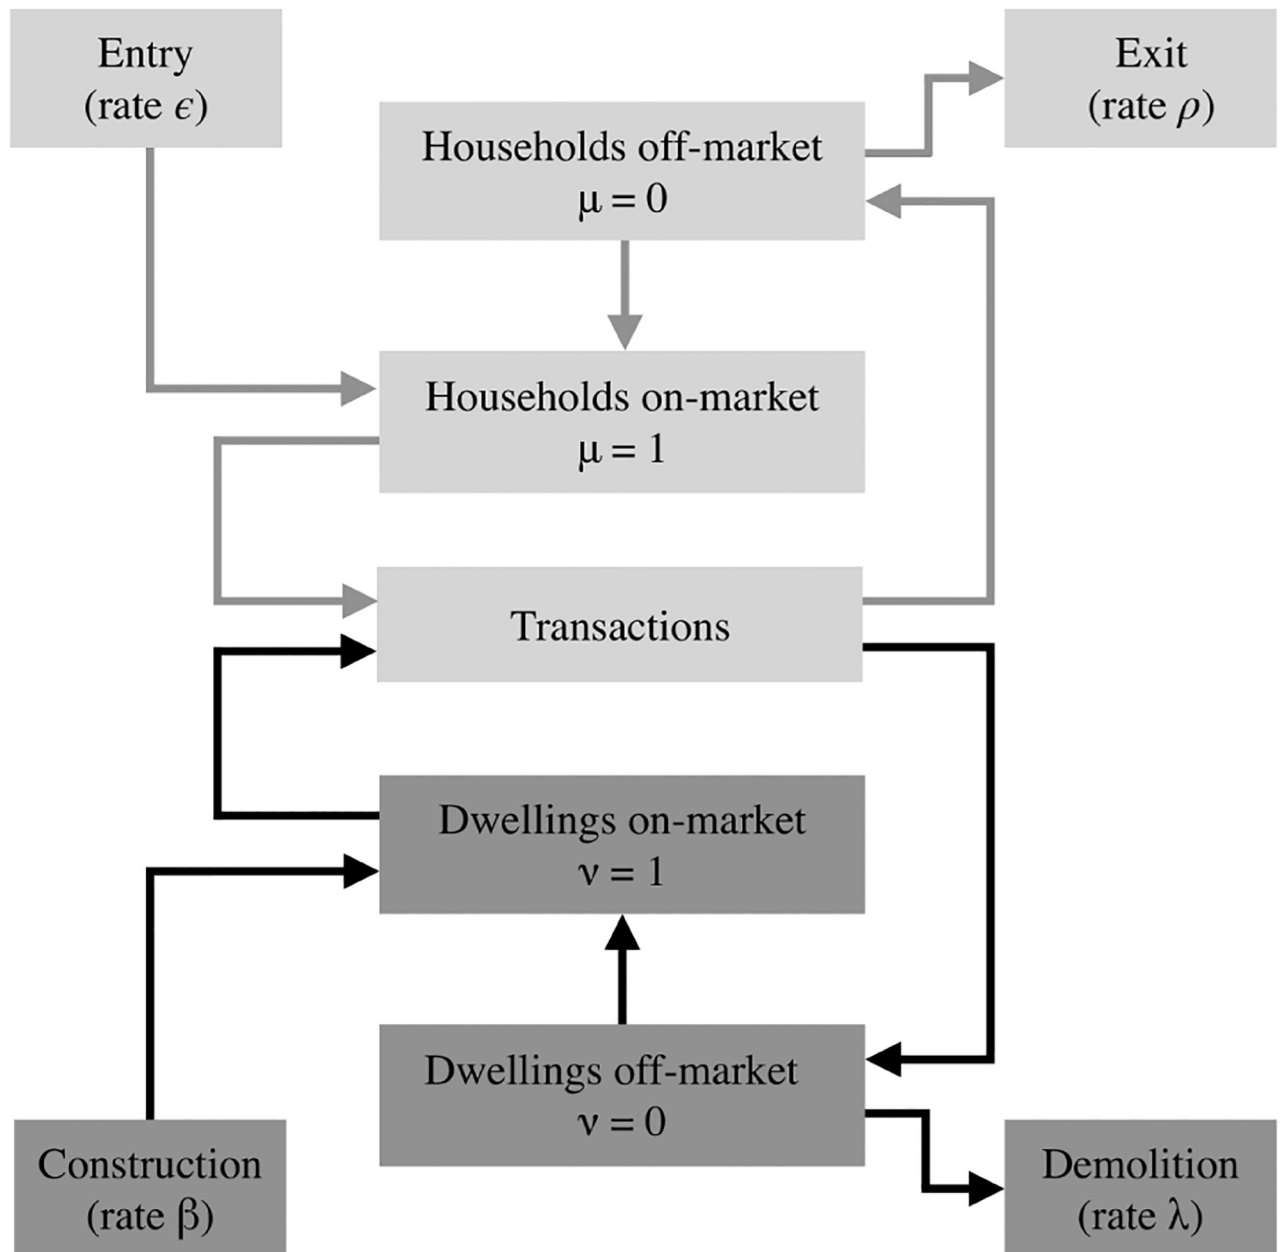 Entry
(rate ϵ)
Exit
(rate ρ)
Households off-market
μ = 0
Households on-market
μ = 1
Transactions
Dwellings on-market
ν = 1
Dwellings off-market
ν = 0
Construction
(rate β)
Demolition
(rate λ)